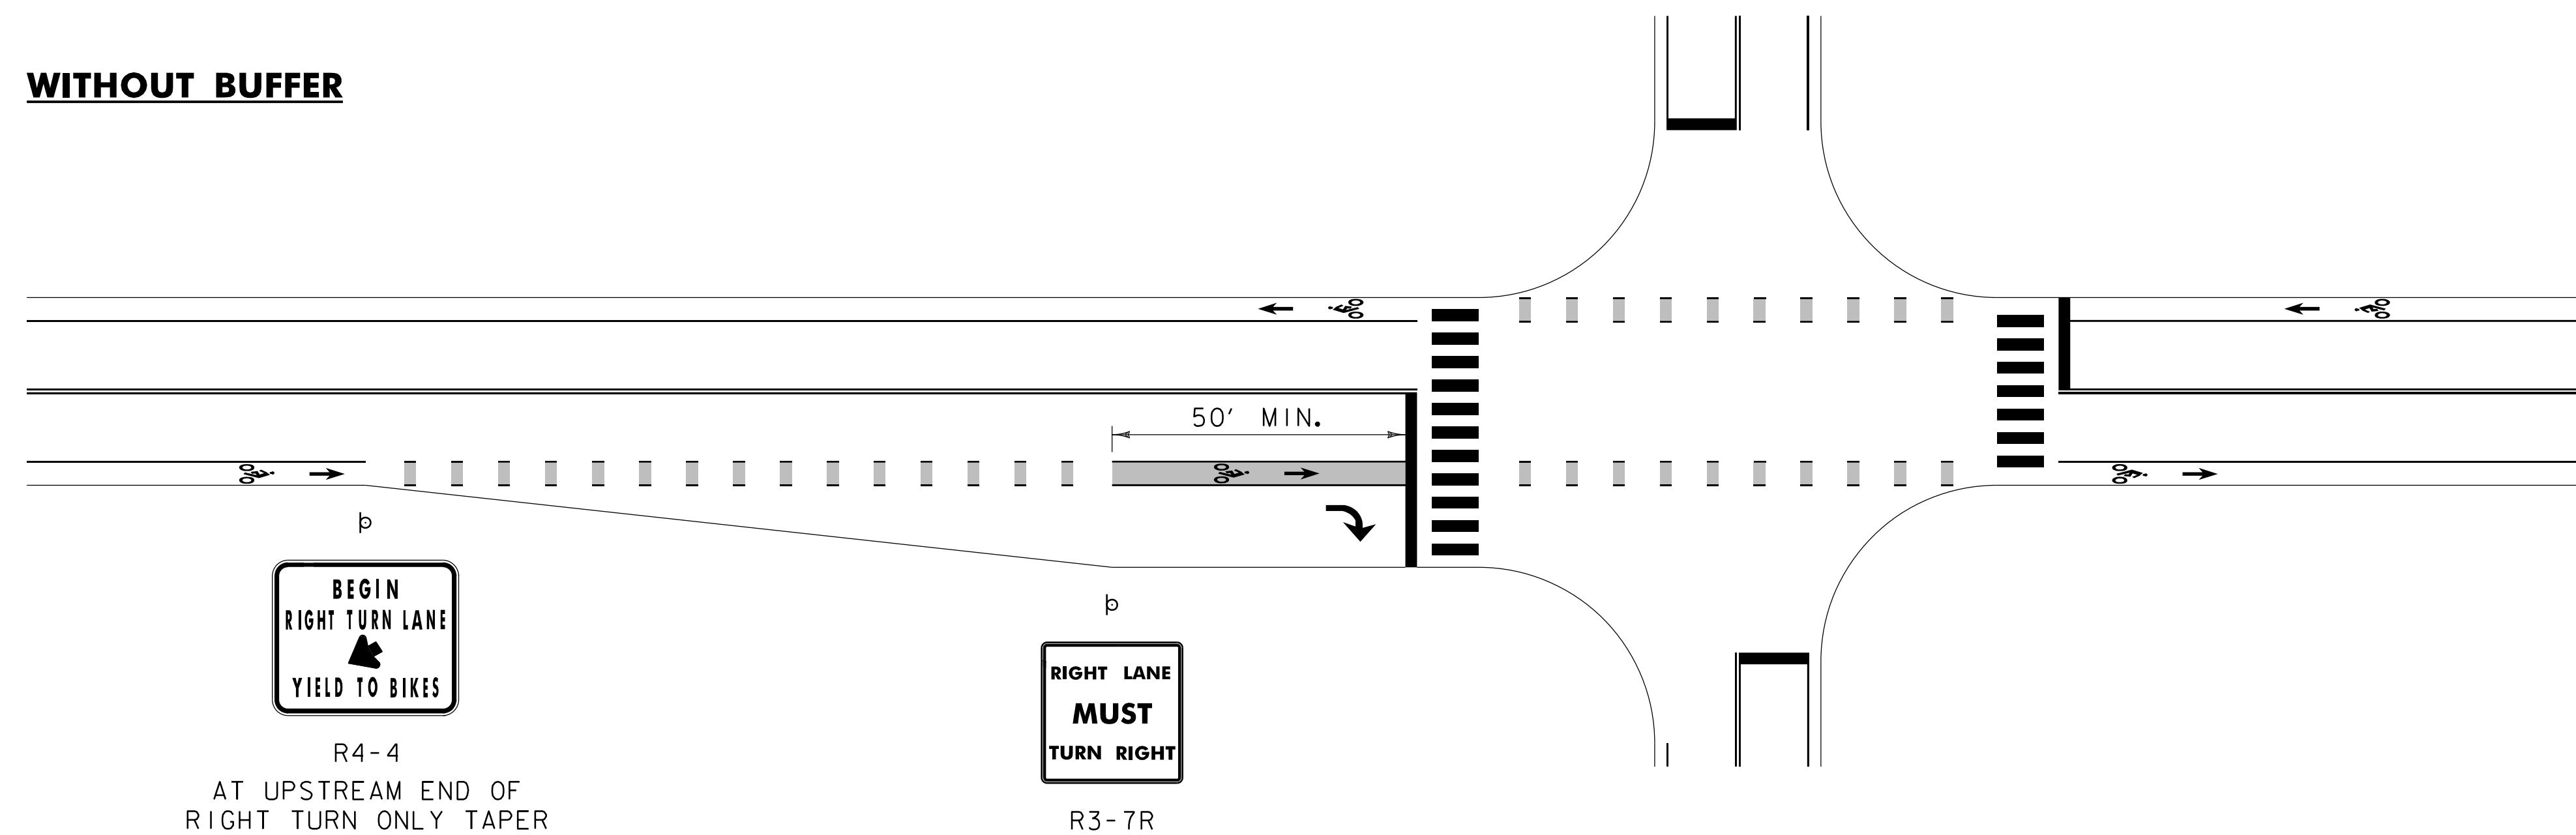 WITHOUT BUFFER
50' MIN.
BEGIN
RIGHT TURN LANE
YIELD TO BIKES
R4-4
AT UPSTREAM END OF
RIGHT TURN ONLY TAPER
RIGHT LANE
MUST
TURN RIGHT
R3-7R